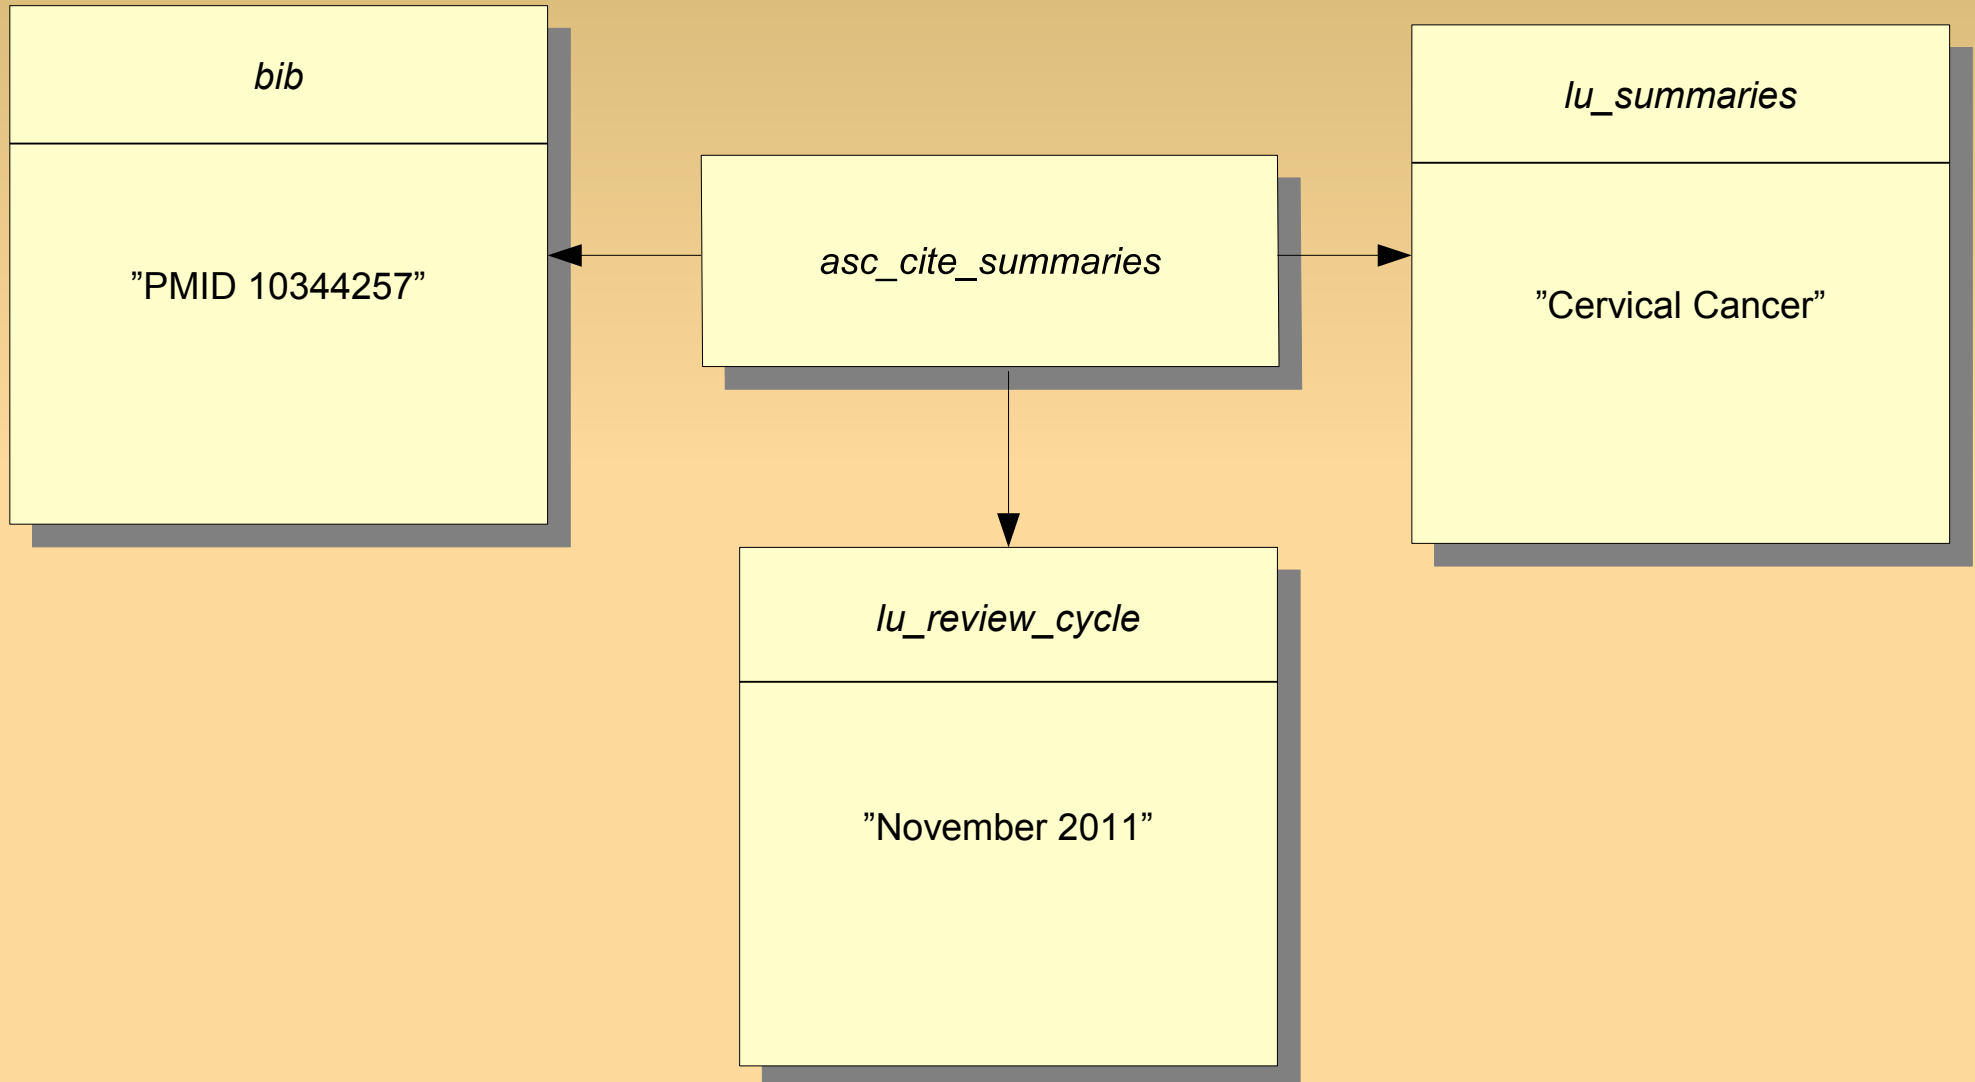 bib
"PMID 10344257”
asc_cite_summaries
lu_summaries
”Cervical Cancer”
lu_review_cycle
”November 2011”